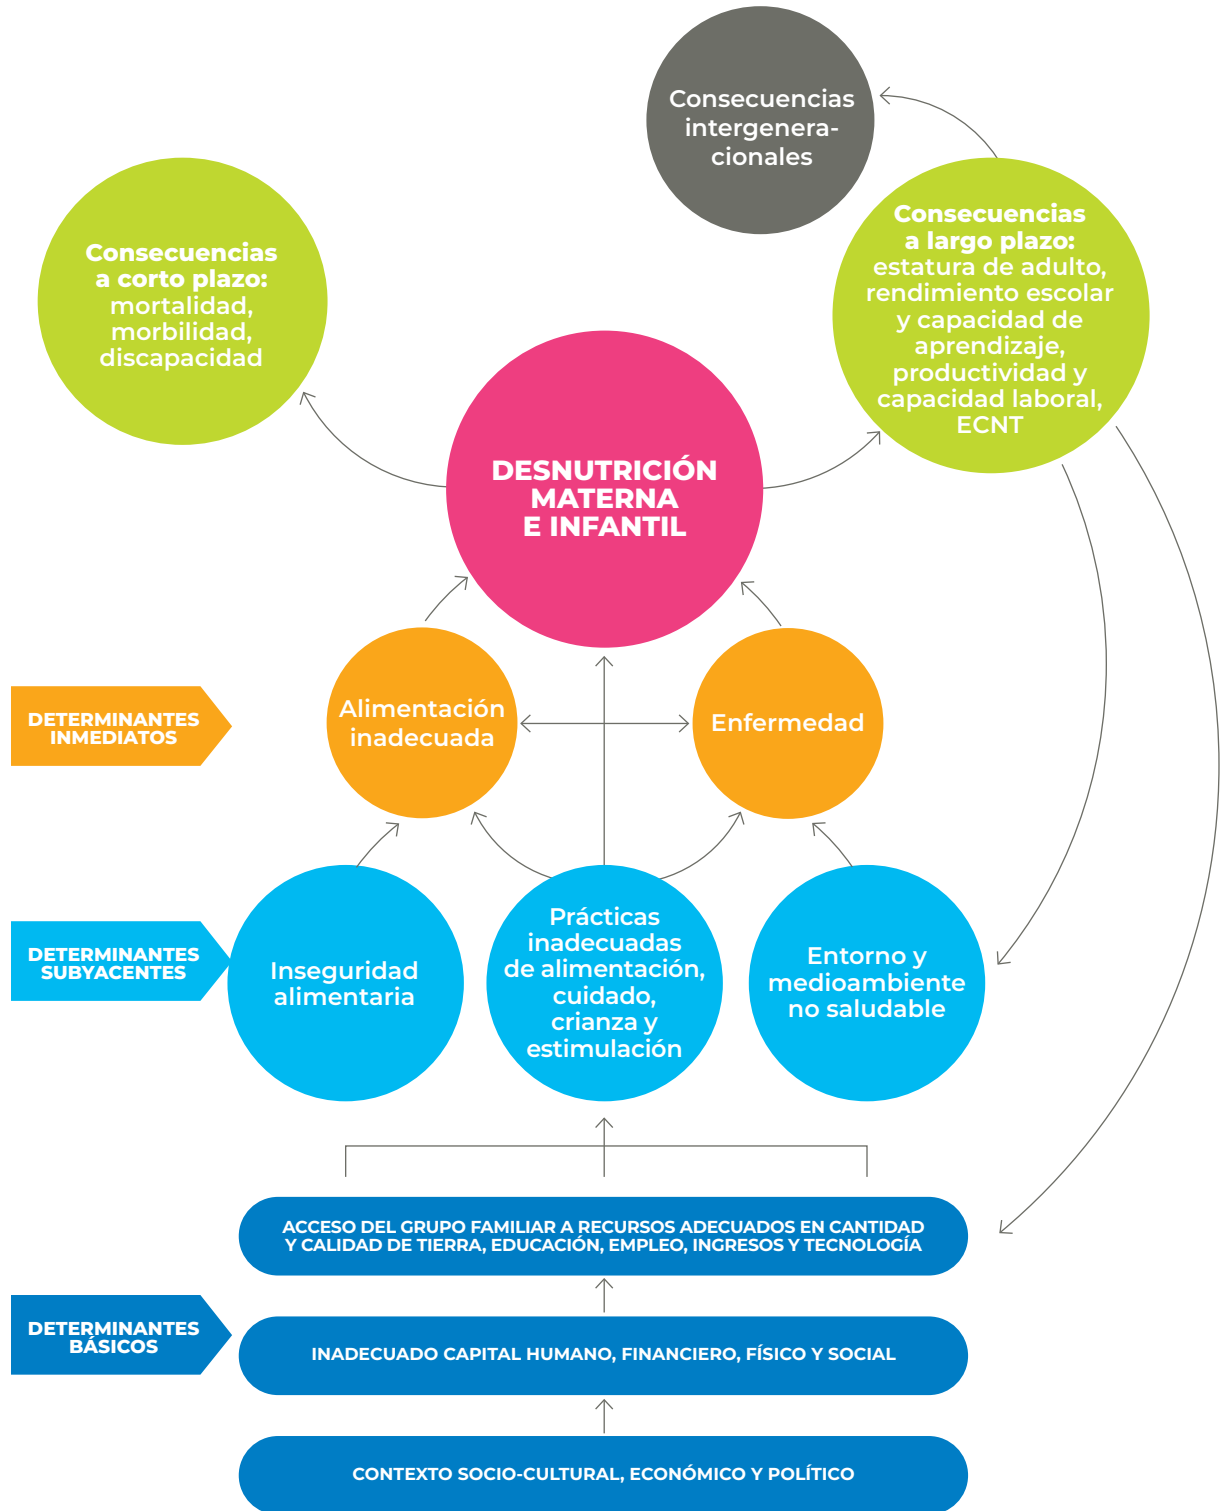 Consecuencias
intergenera-
cionales
Consecuencias
a corto plazo:
mortalidad,
morbilidad,
discapacidad
Consecuencias
a largo plazo:
estatura de adulto,
rendimiento escolar
y capacidad de
aprendizaje,
productividad y
capacidad laboral,
ECNT
DESNUTRICIÓN
MATERNA
E INFANTIL
DETERMINANTES
INMEDIATOS
Alimentación
inadecuada
Enfermedad
DETERMINANTES
SUBYACENTES
Inseguridad
alimentaria
Prácticas
inadecuadas
de alimentación,
cuidado,
crianza y
estimulación
Entorno y
medioambiente
no saludable
ACCESO DEL GRUPO FAMILIAR A RECURSOS ADECUADOS EN CANTIDAD
Y CALIDAD DE TIERRA, EDUCACIÓN, EMPLEO, INGRESOS Y TECNOLOGÍA
DETERMINANTES
BÁSICOS
INADECUADO CAPITAL HUMANO, FINANCIERO, FÍSICO Y SOCIAL
CONTEXTO SOCIO-CULTURAL, ECONÓMICO Y POLÍTICO